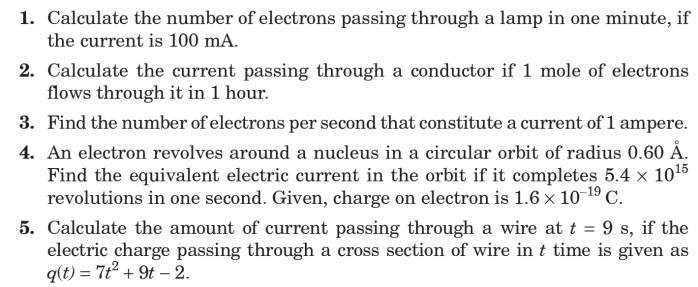 1. Calculate the number of electrons passing through a lamp in one minute, if
the current is 100 mA.
2. Calculate the current passing through a conductor if 1 mole of electrons
flows through it in 1 hour.
3. Find the number of electrons per second that constitute a current of 1 ampere.
4. An electron revolves around a nucleus in a circular orbit of radius 0.60 Å.
Find the equivalent electric current in the orbit if it completes 5.4 × 10¹⁵
revolutions in one second. Given, charge on electron is 1.6 × 10⁻¹⁹ C.
5. Calculate the amount of current passing through a wire at t = 9 s, if the
electric charge passing through a cross section of wire in t time is given as
q(t) = 7t² + 9t – 2.